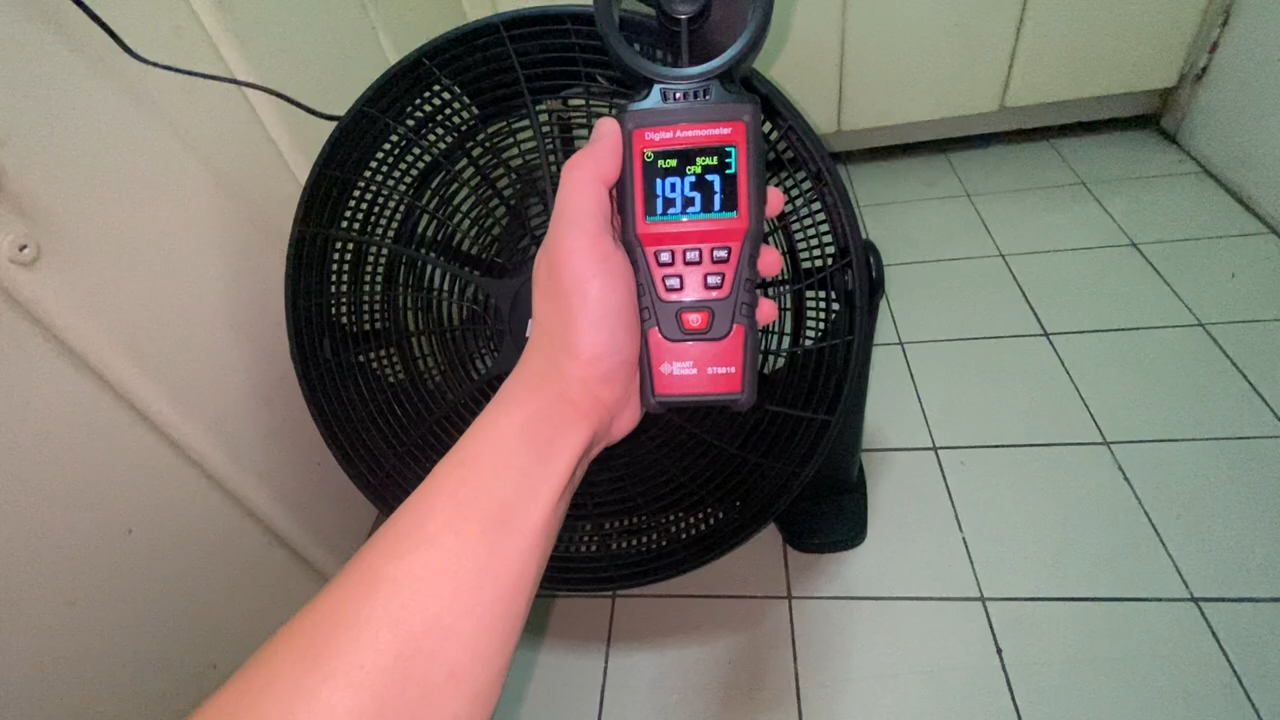 Digital Anemometer
FLOW SCALE 3
CFM
1957
SET FUNC
REC
SMART
SENSOR
ST8816